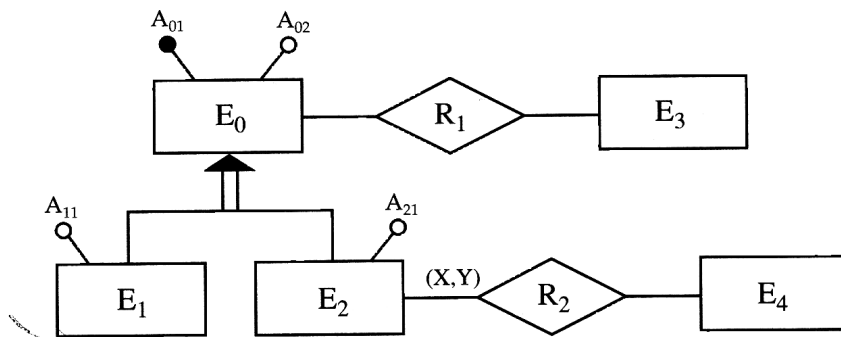 A₀₁ A₀₂
E₀ R₁ E₃
A₁₁ A₂₁
E₁ E₂ (X,Y) R₂ E₄